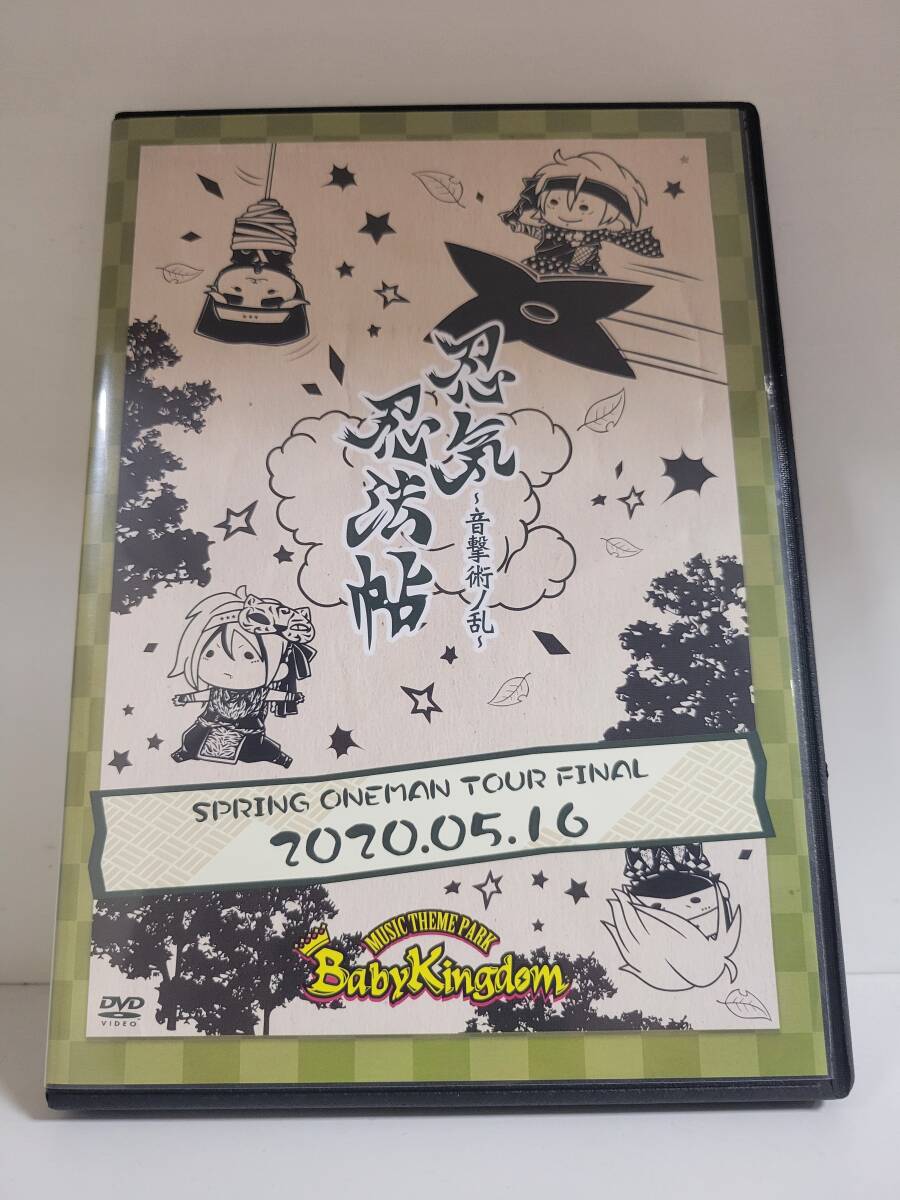 忍気
忍法帖
～音撃術ノ乱～
SPRING ONEMAN TOUR FINAL
2020.05.16
MUSIC THEME PARK
BabyKingdom
DVD
VIDEO